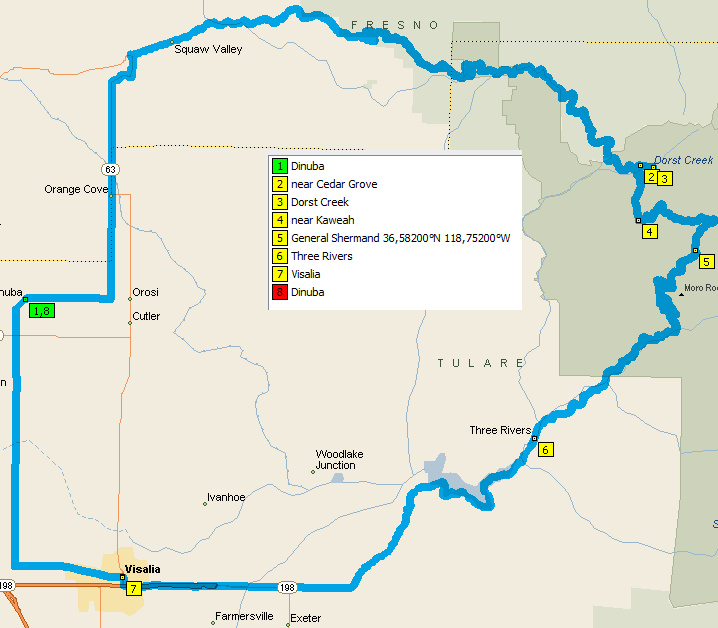 FRESNO
Squaw Valley
63
Orange Cove
Dorst Creek
2
3
4
5
Moro Roc
1 Dinuba
2 near Cedar Grove
3 Dorst Creek
4 near Kaweah
5 General Shermand 36,58200°N 118,75200°W
6 Three Rivers
7 Visalia
8 Dinuba
nuba
1,8
Orosi
Cutler
TULARE
n
Three Rivers
6
Woodlake
Junction
Ivanhoe
S
Visalia
7
198
198
Farmersville
Exeter